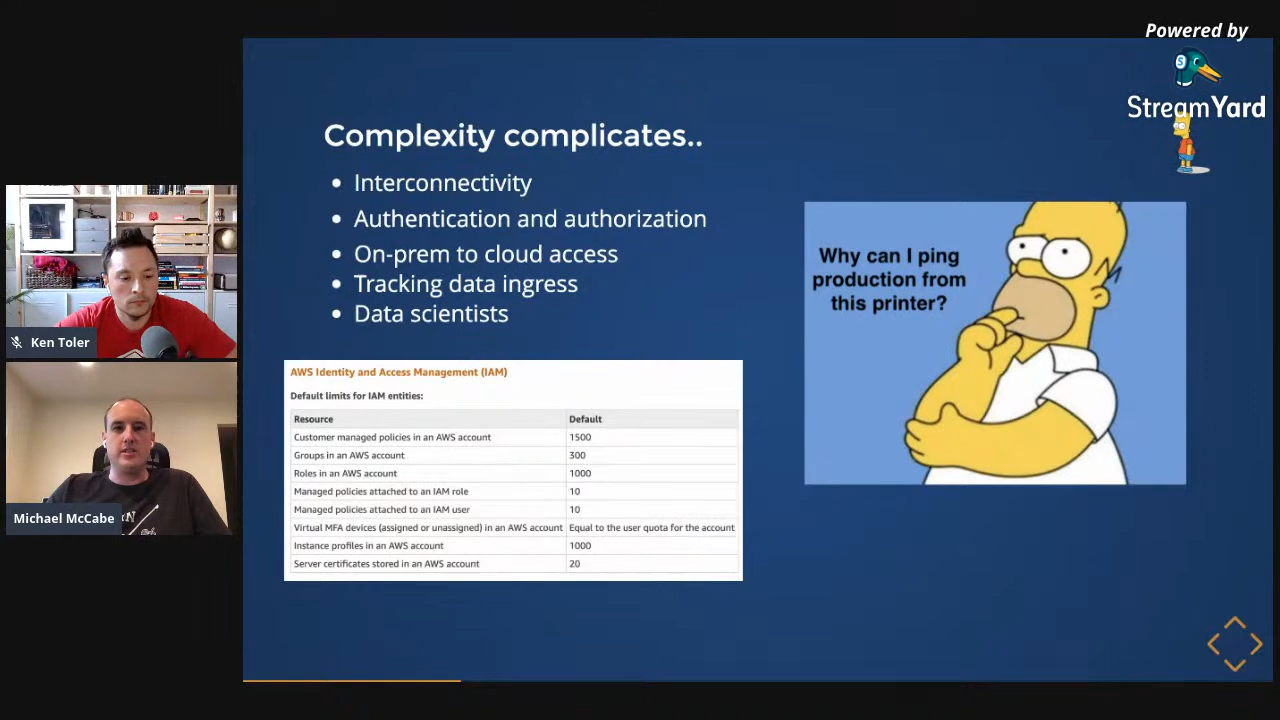 Powered by
StreamYard
Complexity complicates..
Interconnectivity
Authentication and authorization
On-prem to cloud access
Tracking data ingress
Data scientists
Why can I ping
production from
this printer?
Ken Toler
Michael McCabe
AWS Identity and Access Management (IAM)
Default limits for IAM entities:
Resource Default
Customer managed policies in an AWS account 1500
Groups in an AWS account 300
Roles in an AWS account 1000
Managed policies attached to an IAM role 10
Managed policies attached to an IAM user 10
Virtual MFA devices (assigned or unassigned) in an AWS account Equal to the user quota for the account
Instance profiles in an AWS account 1000
Server certificates stored in an AWS account 20